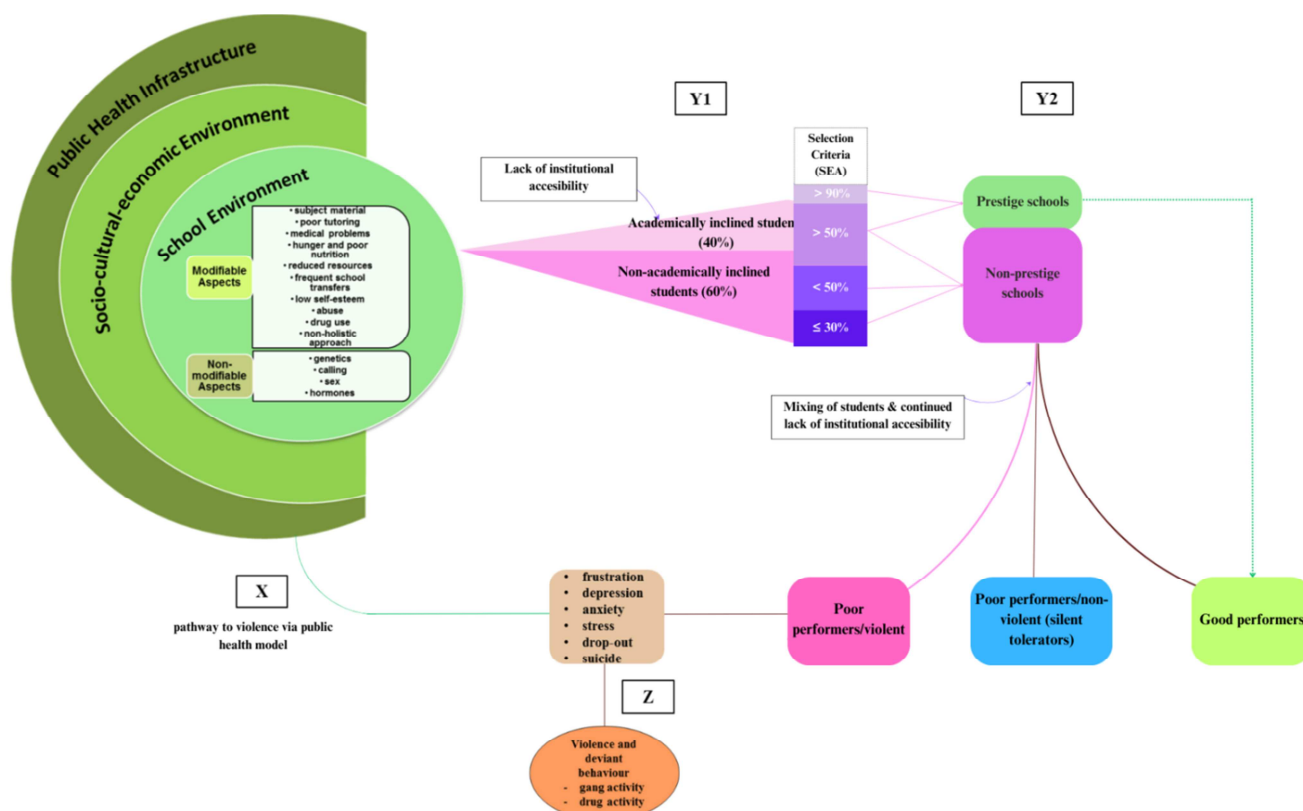 Public Health Infrastructure
Socio-cultural-economic Environment
School Environment
Modifiable
Aspects
• subject material
• poor tutoring
• medical problems
• hunger and poor
nutrition
• reduced resources
• frequent school
transfers
• low self-esteem
• abuse
• drug use
• non-holistic
approach
Non-
modifiable
Aspects
• genetics
• calling
• sex
• hormones
Y1
Y2
Lack of institutional
accesibility
Selection
Criteria
(SEA)
> 90%
> 50%
< 50%
≤ 30%
Academically inclined student
(40%)
Non-academically inclined
students (60%)
Prestige schools
Non-prestige
schools
Mixing of students & continued
lack of institutional accesibility
X
pathway to violence via public
health model
• frustration
• depression
• anxiety
• stress
• drop-out
• suicide
Poor
performers/violent
Poor performers/non-
violent (silent
tolerators)
Good performers
Z
Violence and
deviant
behaviour
- gang activity
- drug activity